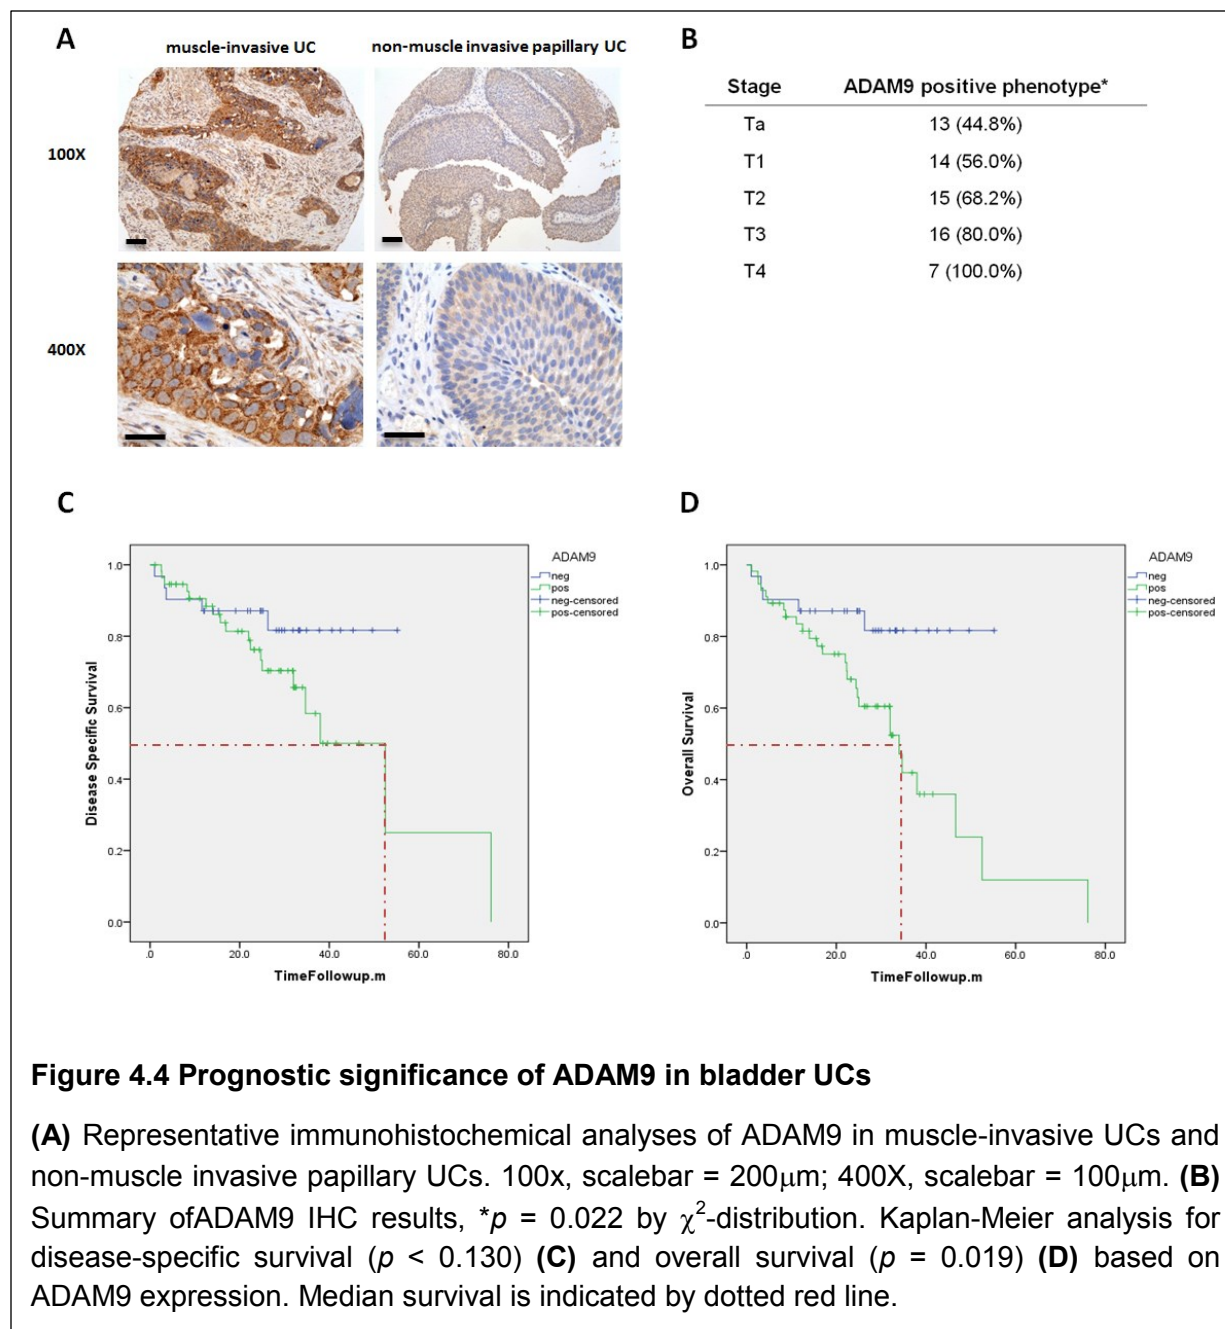 A
muscle-invasive UC
non-muscle invasive papillary UC
100X
400X
B
Stage ADAM9 positive phenotype*
Ta 13 (44.8%)
T1 14 (56.0%)
T2 15 (68.2%)
T3 16 (80.0%)
T4 7 (100.0%)
C
1.0
0.8
0.6
0.4
0.2
0.0
Disease Specific Survival
.0 20.0 40.0 60.0 80.0
TimeFollowup.m
ADAM9
neg
pos
neg-censored
pos-censored
D
1.0
0.8
0.6
0.4
0.2
0.0
Overall Survival
.0 20.0 40.0 60.0 80.0
TimeFollowup.m
ADAM9
neg
pos
neg-censored
pos-censored
Figure 4.4 Prognostic significance of ADAM9 in bladder UCs
(A) Representative immunohistochemical analyses of ADAM9 in muscle-invasive UCs and
non-muscle invasive papillary UCs. 100x, scalebar = 200μm; 400X, scalebar = 100μm. (B)
Summary ofADAM9 IHC results, *p = 0.022 by χ²-distribution. Kaplan-Meier analysis for
disease-specific survival (p < 0.130) (C) and overall survival (p = 0.019) (D) based on
ADAM9 expression. Median survival is indicated by dotted red line.